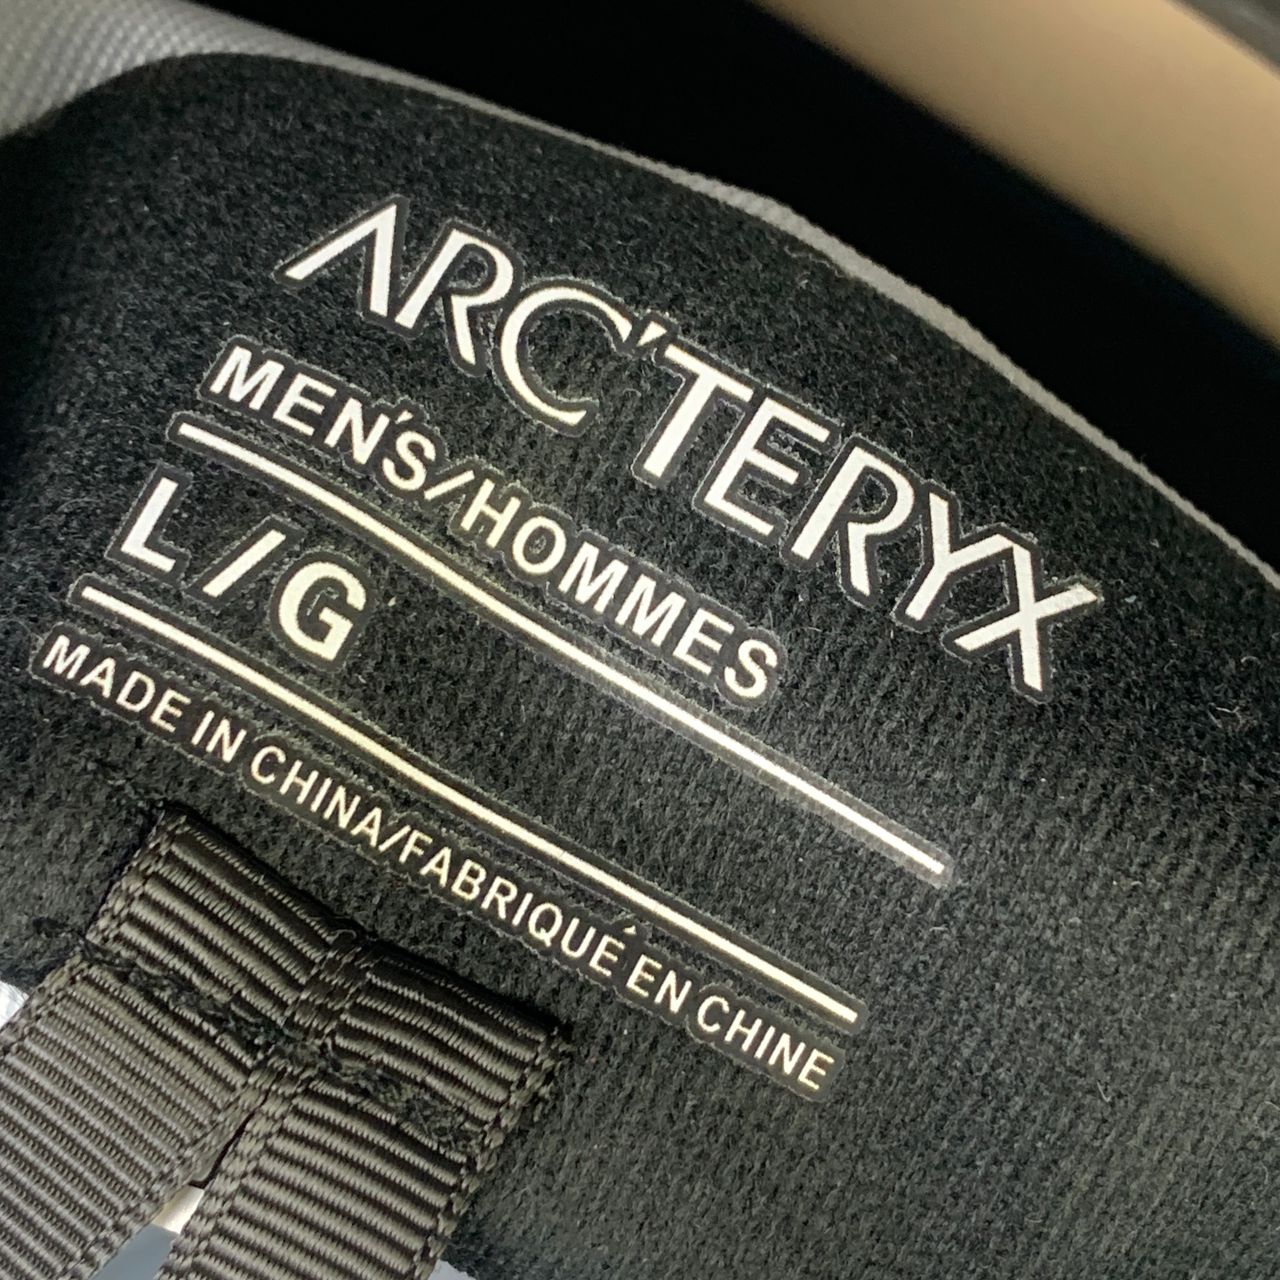 ARC'TERYX
MEN'S/HOMMES
L/G
MADE IN CHINA/FABRIQUÉ EN CHINE